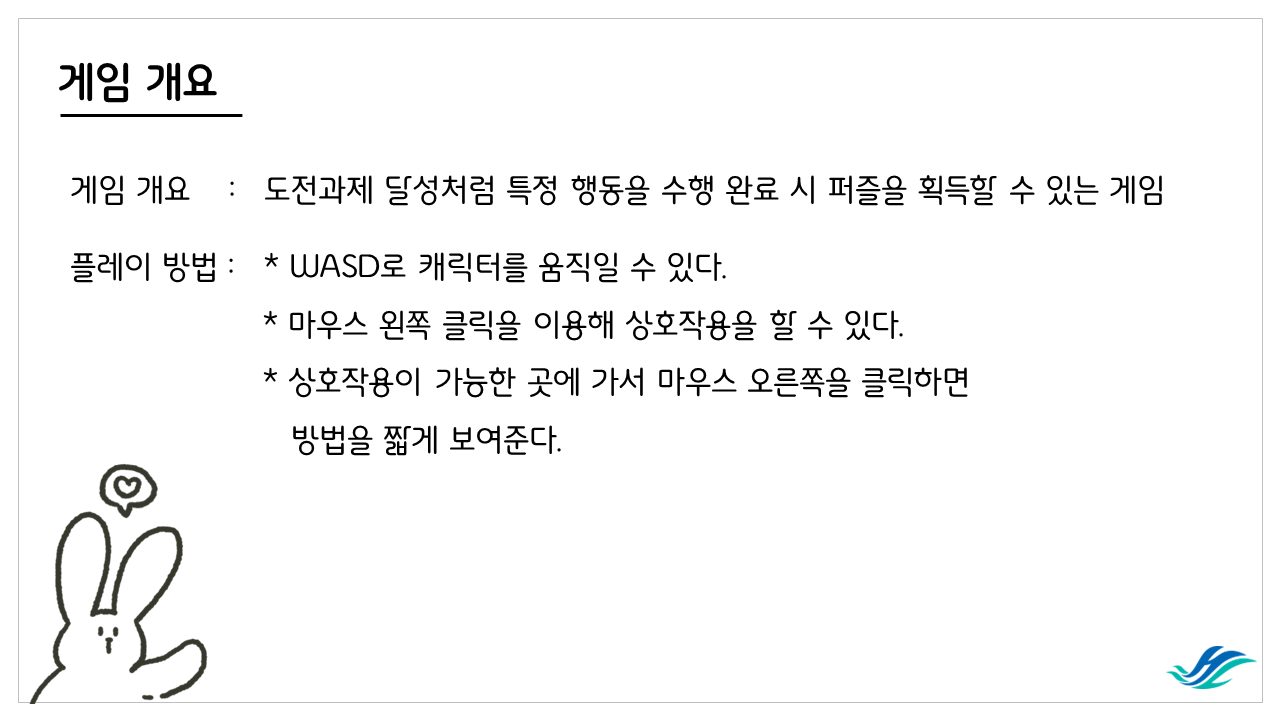 게임 개요
게임 개요 : 도전과제 달성처럼 특정 행동을 수행 완료 시 퍼즐을 획득할 수 있는 게임
플레이 방법 : * WASD로 캐릭터를 움직일 수 있다.
* 마우스 왼쪽 클릭을 이용해 상호작용을 할 수 있다.
* 상호작용이 가능한 곳에 가서 마우스 오른쪽을 클릭하면
방법을 짧게 보여준다.